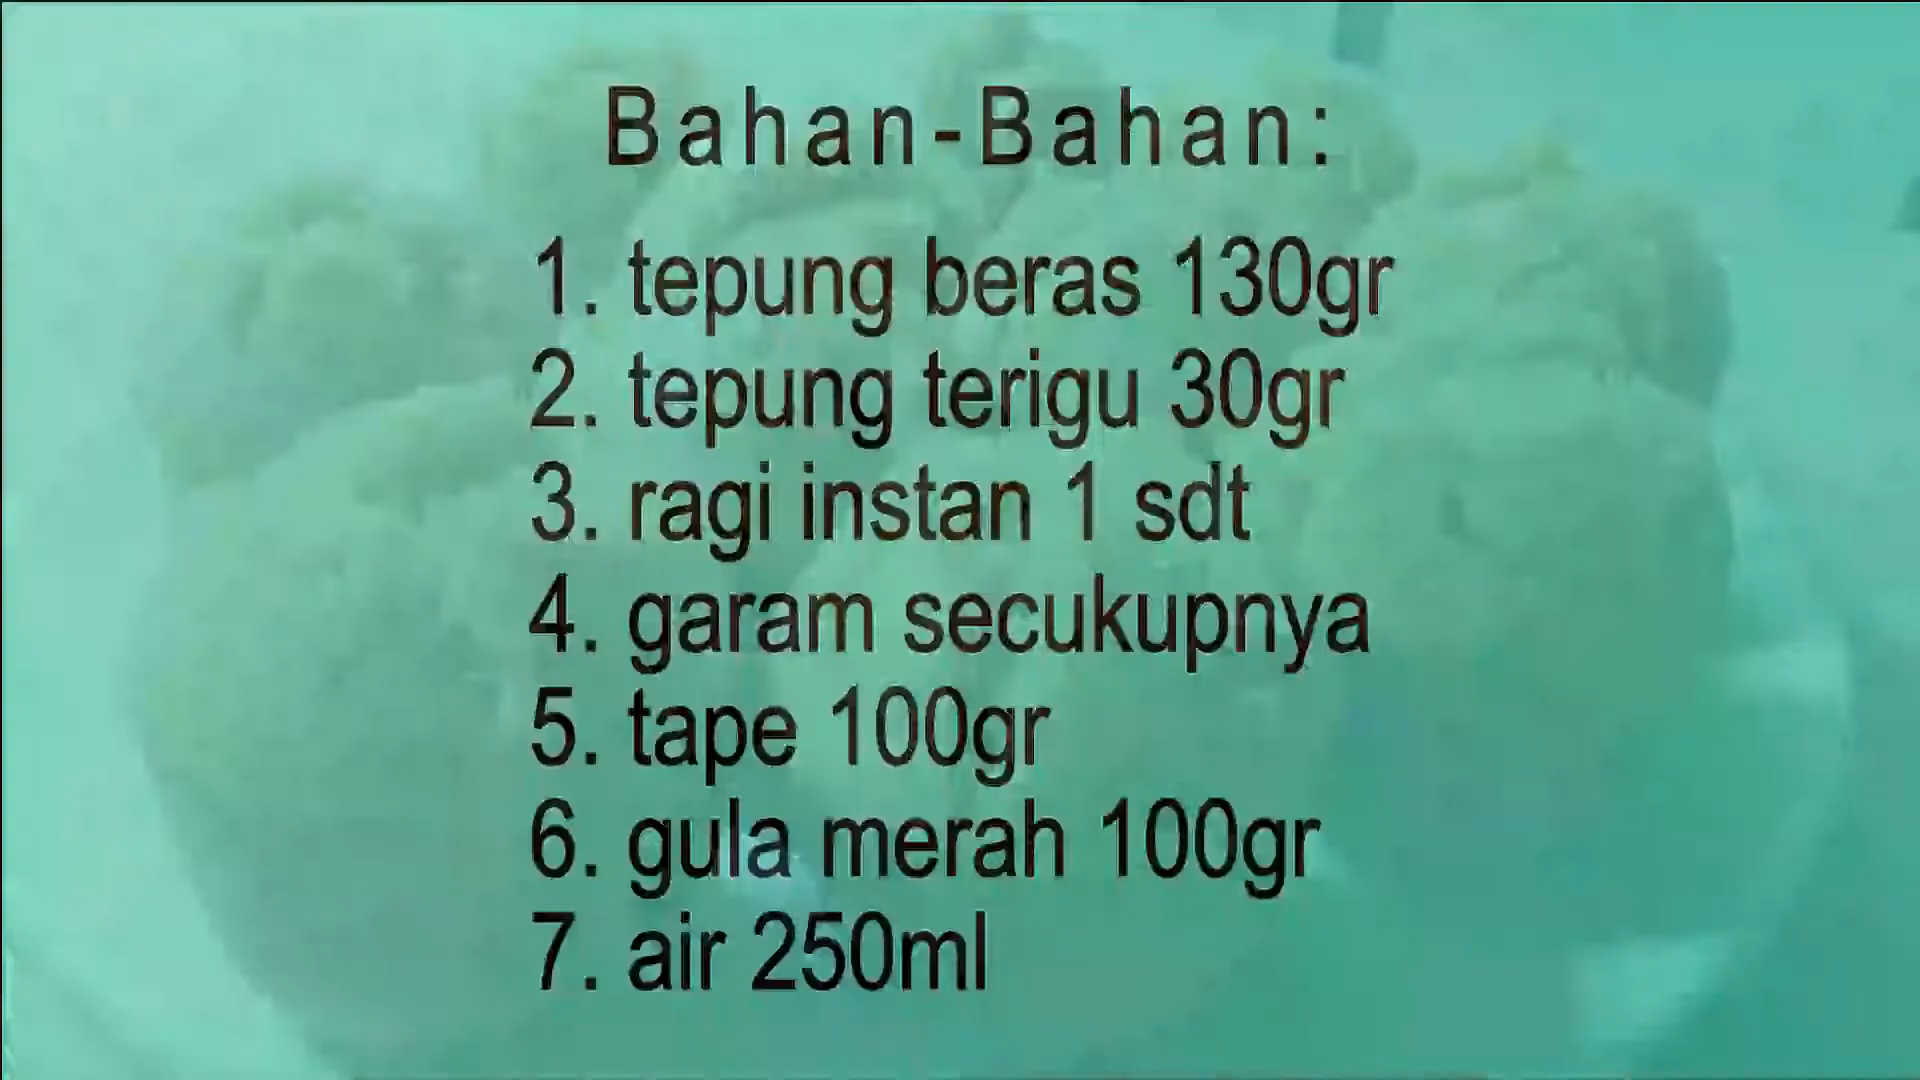 Bahan-Bahan:
1. tepung beras 130gr
2. tepung terigu 30gr
3. ragi instan 1 sdt
4. garam secukupnya
5. tape 100gr
6. gula merah 100gr
7. air 250ml